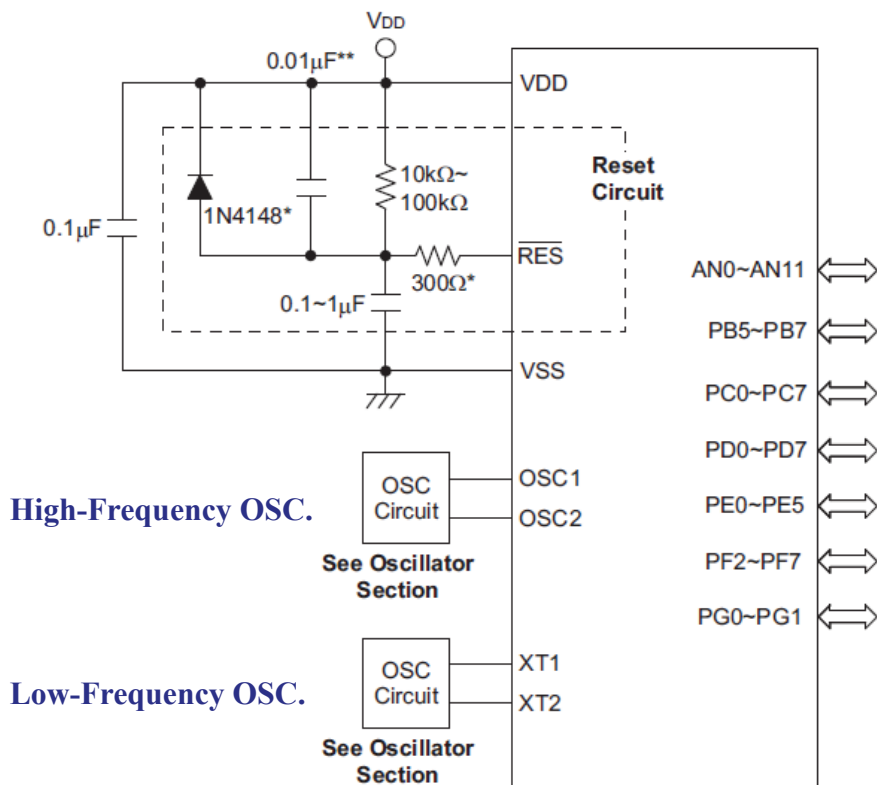 VDD
0.01µF**
VDD
Reset
Circuit
10kΩ~
100kΩ
1N4148*
0.1µF
RES
300Ω*
0.1~1µF
VSS
AN0~AN11
PB5~PB7
PC0~PC7
PD0~PD7
PE0~PE5
PF2~PF7
PG0~PG1
High-Frequency OSC.
OSC
Circuit
OSC1
OSC2
See Oscillator
Section
Low-Frequency OSC.
OSC
Circuit
XT1
XT2
See Oscillator
Section